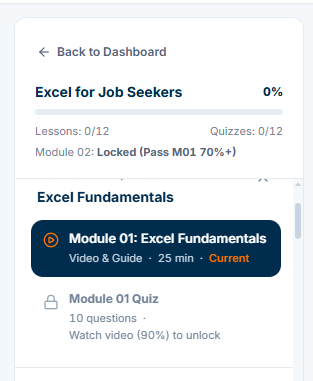 Back to Dashboard
Excel for Job Seekers 0%
Lessons: 0/12 Quizzes: 0/12
Module 02: Locked (Pass M01 70%+)
Excel Fundamentals
Module 01: Excel Fundamentals
Video & Guide · 25 min · Current
Module 01 Quiz
10 questions ·
Watch video (90%) to unlock